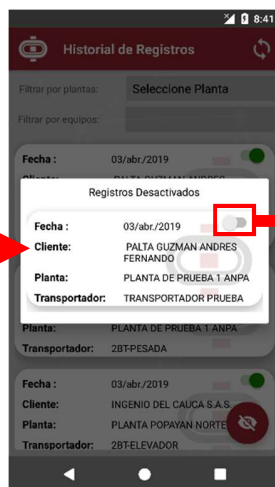 8:41
Historial de Registros
Filtrar por plantas: Seleccione Planta
Filtrar por equipos:
Fecha : 03/abr./2019
PALTA GUZMAN ANDRES
Registros Desactivados
Fecha : 03/abr./2019
Cliente: PALTA GUZMAN ANDRES
FERNANDO
Planta: PLANTA DE PRUEBA 1 ANPA
Transportador: TRANSPORTADOR PRUEBA
Planta: PLANTA DE PRUEBA 1 ANPA
Transportador: 2BT-PESADA
Fecha : 03/abr./2019
Cliente: INGENIO DEL CAUCA S.A.S.
Planta: PLANTA POPAYAN NORTE
Transportador: 2BT-ELEVADOR